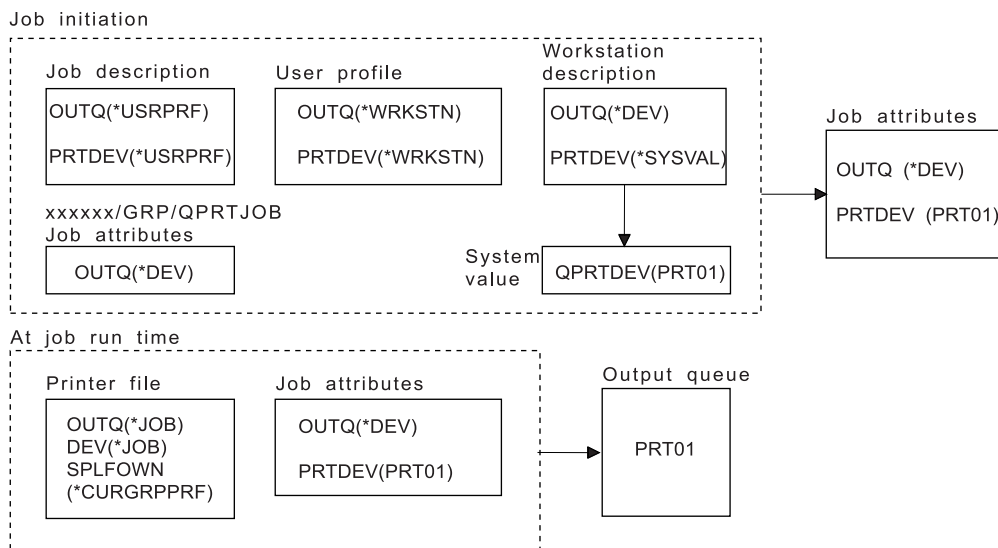 Job initiation
Job description
OUTQ(*USRPRF)
PRTDEV(*USRPRF)
User profile
OUTQ(*WRKSTN)
PRTDEV(*WRKSTN)
Workstation
description
OUTQ(*DEV)
PRTDEV(*SYSVAL)
Job attributes
OUTQ (*DEV)
PRTDEV (PRT01)
xxxxxx/GRP/QPRTJOB
Job attributes
OUTQ(*DEV)
System
value
QPRTDEV(PRT01)
At job run time
Printer file
OUTQ(*JOB)
DEV(*JOB)
SPLFOWN
(*CURGRPPRF)
Job attributes
OUTQ(*DEV)
PRTDEV(PRT01)
Output queue
PRT01